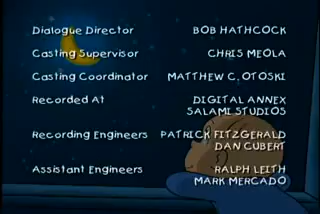 Dialogue Director BOB HATHCOCK
Casting Supervisor CHRIS MEOLA
Casting Coordinator MATTHEW C. OTOSKI
Recorded At DIGITAL ANNEX
SALAMI STUDIOS
Recording Engineers PATRICK FITZGERALD
DAN CUBERT
Assistant Engineers RALPH LEITH
MARK MERCADO